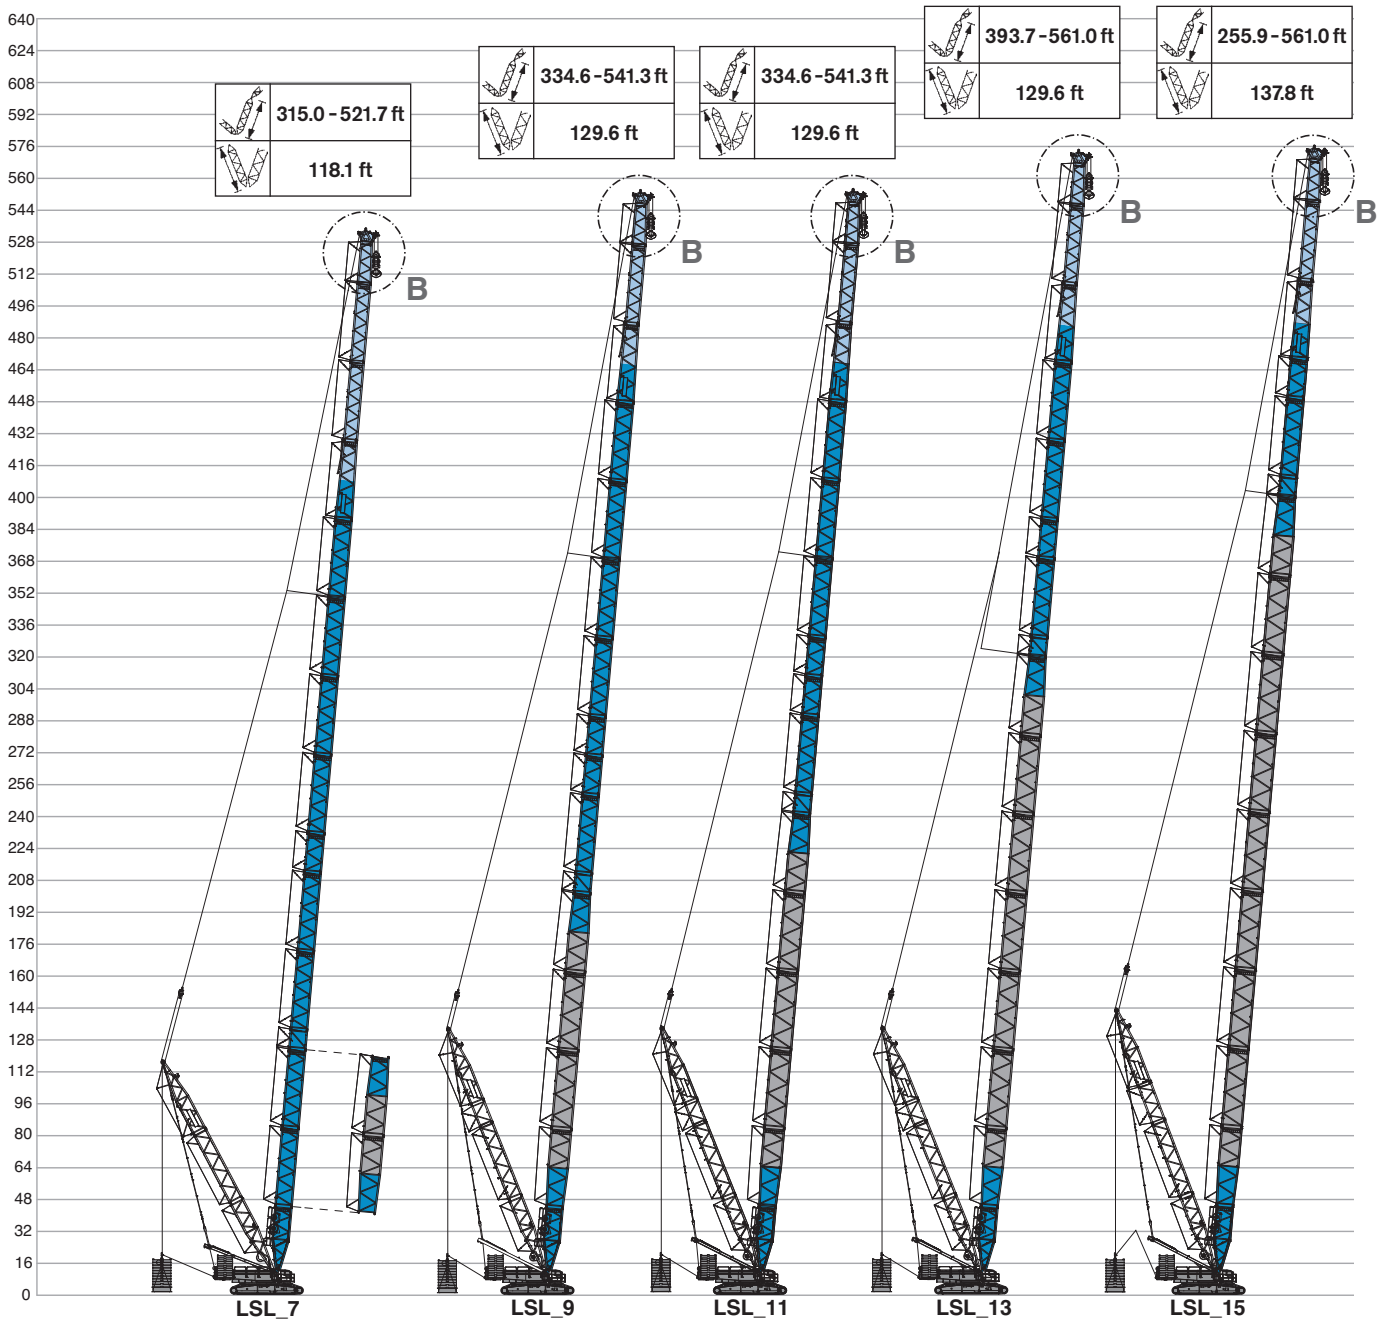 640
624
608
592
576
560
544
528
512
496
480
464
448
432
416
400
384
368
352
336
320
304
288
272
256
240
224
208
192
176
160
144
128
112
96
80
64
48
32
16
0
315.0 - 521.7 ft
118.1 ft
334.6 - 541.3 ft
129.6 ft
334.6 - 541.3 ft
129.6 ft
393.7 - 561.0 ft
129.6 ft
255.9 - 561.0 ft
137.8 ft
B
B
B
B
B
LSL_7
LSL_9
LSL_11
LSL_13
LSL_15